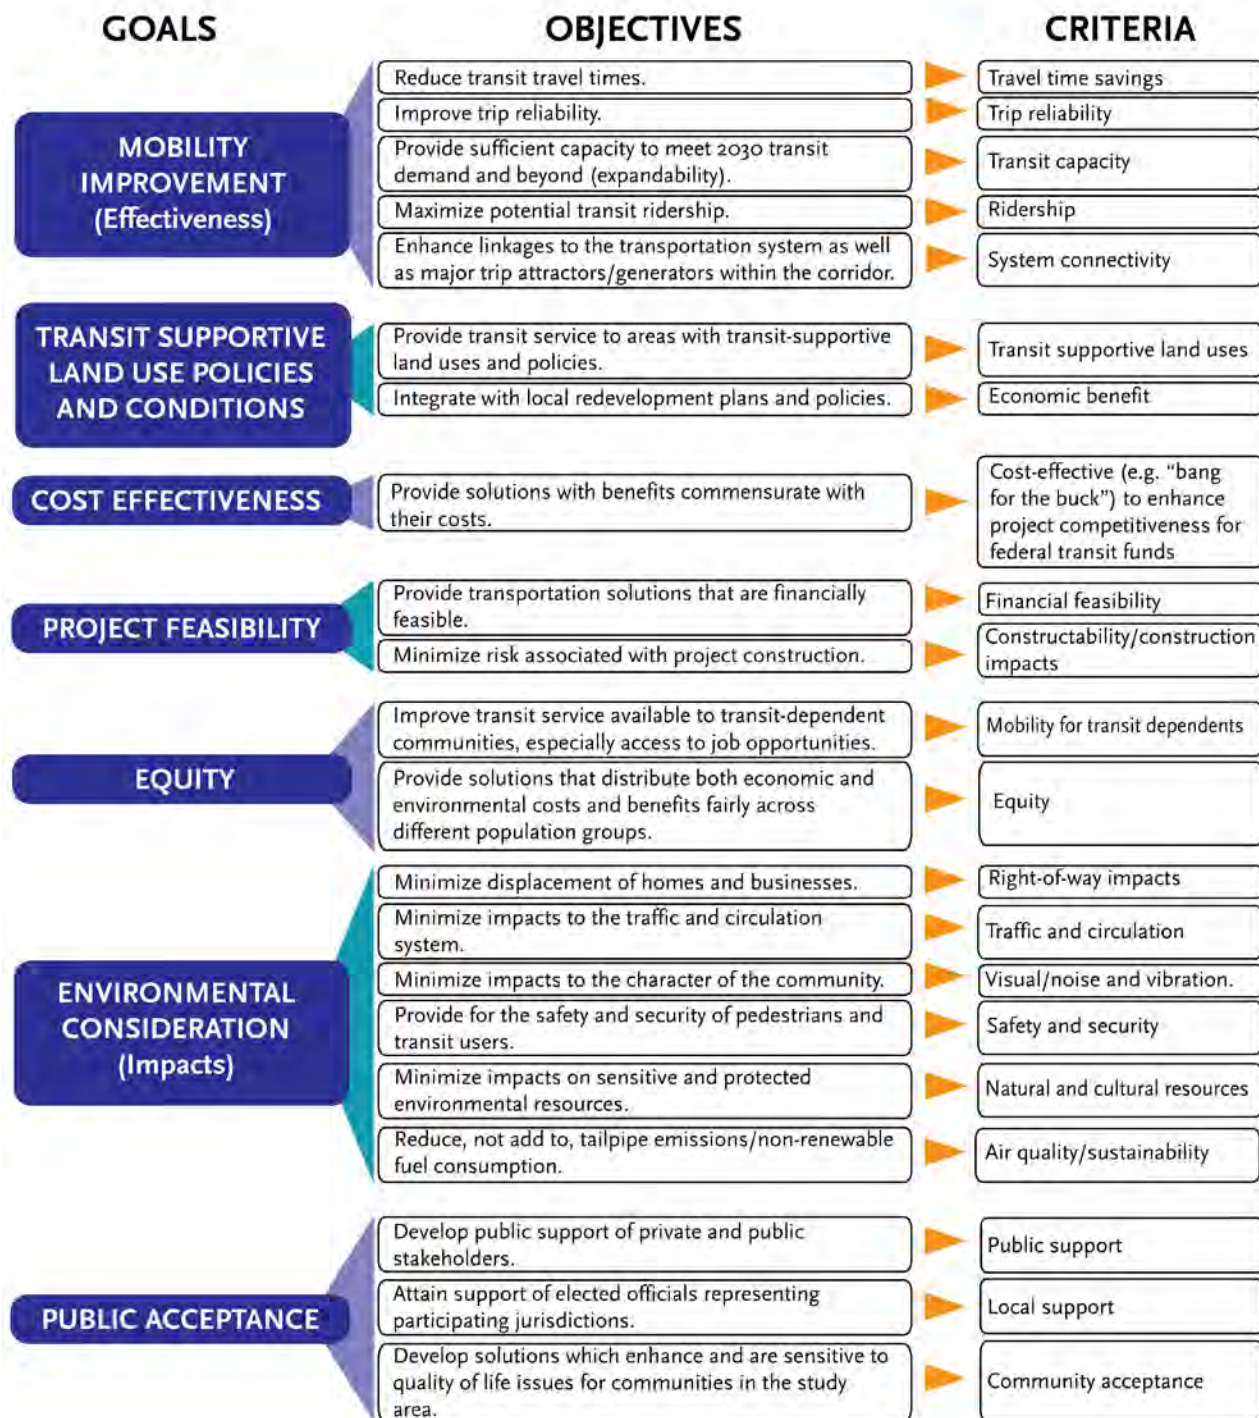 GOALS
OBJECTIVES
CRITERIA
MOBILITY
IMPROVEMENT
(Effectiveness)
Reduce transit travel times.
Travel time savings
Improve trip reliability.
Trip reliability
Provide sufficient capacity to meet 2030 transit
demand and beyond (expandability).
Transit capacity
Maximize potential transit ridership.
Ridership
Enhance linkages to the transportation system as well
as major trip attractors/generators within the corridor.
System connectivity
TRANSIT SUPPORTIVE
LAND USE POLICIES
AND CONDITIONS
Provide transit service to areas with transit-supportive
land uses and policies.
Transit supportive land uses
Integrate with local redevelopment plans and policies.
Economic benefit
COST EFFECTIVENESS
Provide solutions with benefits commensurate with
their costs.
Cost-effective (e.g. “bang
for the buck”) to enhance
project competitiveness for
federal transit funds
PROJECT FEASIBILITY
Provide transportation solutions that are financially
feasible.
Financial feasibility
Minimize risk associated with project construction.
Constructability/construction
impacts
EQUITY
Improve transit service available to transit-dependent
communities, especially access to job opportunities.
Mobility for transit dependents
Provide solutions that distribute both economic and
environmental costs and benefits fairly across
different population groups.
Equity
ENVIRONMENTAL
CONSIDERATION
(Impacts)
Minimize displacement of homes and businesses.
Right-of-way impacts
Minimize impacts to the traffic and circulation
system.
Traffic and circulation
Minimize impacts to the character of the community.
Visual/noise and vibration.
Provide for the safety and security of pedestrians and
transit users.
Safety and security
Minimize impacts on sensitive and protected
environmental resources.
Natural and cultural resources
Reduce, not add to, tailpipe emissions/non-renewable
fuel consumption.
Air quality/sustainability
PUBLIC ACCEPTANCE
Develop public support of private and public
stakeholders.
Public support
Attain support of elected officials representing
participating jurisdictions.
Local support
Develop solutions which enhance and are sensitive to
quality of life issues for communities in the study
area.
Community acceptance